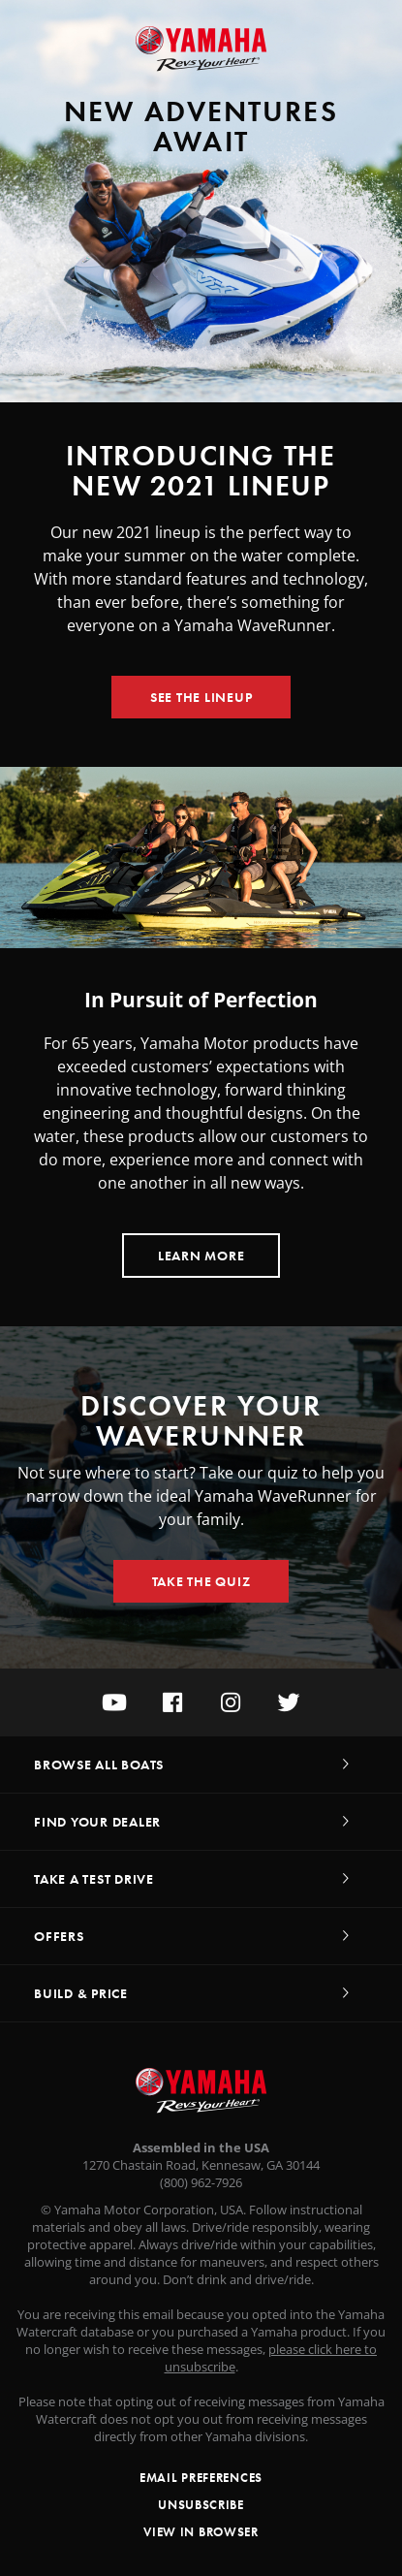 YAMAHA
Revs Your Heart
NEW ADVENTURES
AWAIT
VX
INTRODUCING THE
NEW 2021 LINEUP
Our new 2021 lineup is the perfect way to
make your summer on the water complete.
With more standard features and technology,
than ever before, there’s something for
everyone on a Yamaha WaveRunner.
SEE THE LINEUP
In Pursuit of Perfection
For 65 years, Yamaha Motor products have
exceeded customers’ expectations with
innovative technology, forward thinking
engineering and thoughtful designs. On the
water, these products allow our customers to
do more, experience more and connect with
one another in all new ways.
LEARN MORE
DISCOVER YOUR
WAVERUNNER
Not sure where to start? Take our quiz to help you
narrow down the ideal Yamaha WaveRunner for
your family.
TAKE THE QUIZ
BROWSE ALL BOATS
FIND YOUR DEALER
TAKE A TEST DRIVE
OFFERS
BUILD & PRICE
YAMAHA
Revs Your Heart
Assembled in the USA
1270 Chastain Road, Kennesaw, GA 30144
(800) 962-7926
© Yamaha Motor Corporation, USA. Follow instructional
materials and obey all laws. Drive/ride responsibly, wearing
protective apparel. Always drive/ride within your capabilities,
allowing time and distance for maneuvers, and respect others
around you. Don’t drink and drive/ride.
You are receiving this email because you opted into the Yamaha
Watercraft database or you purchased a Yamaha product. If you
no longer wish to receive these messages, please click here to
unsubscribe.
Please note that opting out of receiving messages from Yamaha
Watercraft does not opt you out from receiving messages
directly from other Yamaha divisions.
EMAIL PREFERENCES
UNSUBSCRIBE
VIEW IN BROWSER